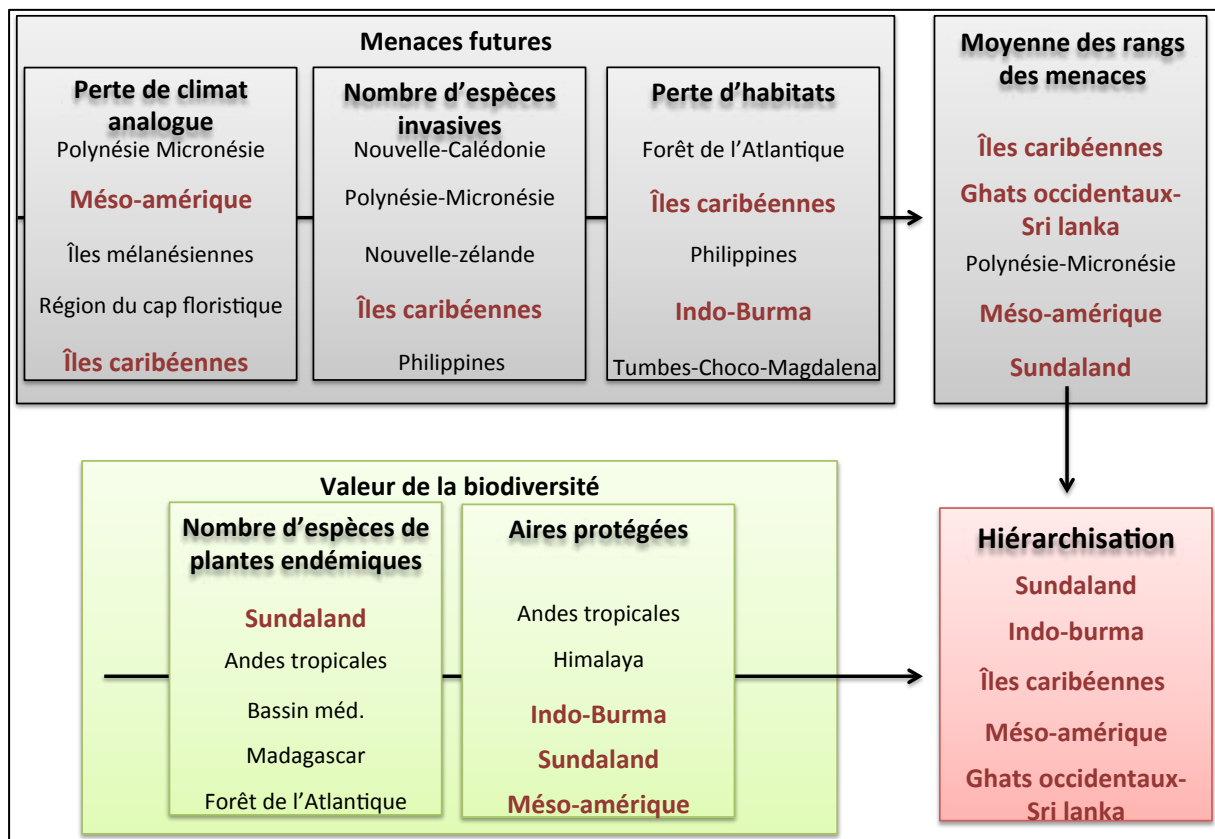 Menaces futures
Perte de climat
analogue
Polynésie Micronésie
Méso-amérique
Îles mélanésiennes
Région du cap floristique
Îles caribéennes
Nombre d’espèces
invasives
Nouvelle-Calédonie
Polynésie-Micronésie
Nouvelle-zélande
Îles caribéennes
Philippines
Perte d’habitats
Forêt de l’Atlantique
Îles caribéennes
Philippines
Indo-Burma
Tumbes-Choco-Magdalena
Moyenne des rangs
des menaces
Îles caribéennes
Ghats occidentaux-
Sri lanka
Polynésie-Micronésie
Méso-amérique
Sundaland
Valeur de la biodiversité
Nombre d’espèces de
plantes endémiques
Sundaland
Andes tropicales
Bassin méd.
Madagascar
Forêt de l’Atlantique
Aires protégées
Andes tropicales
Himalaya
Indo-Burma
Sundaland
Méso-amérique
Hiérarchisation
Sundaland
Indo-burma
Îles caribéennes
Méso-amérique
Ghats occidentaux-
Sri lanka